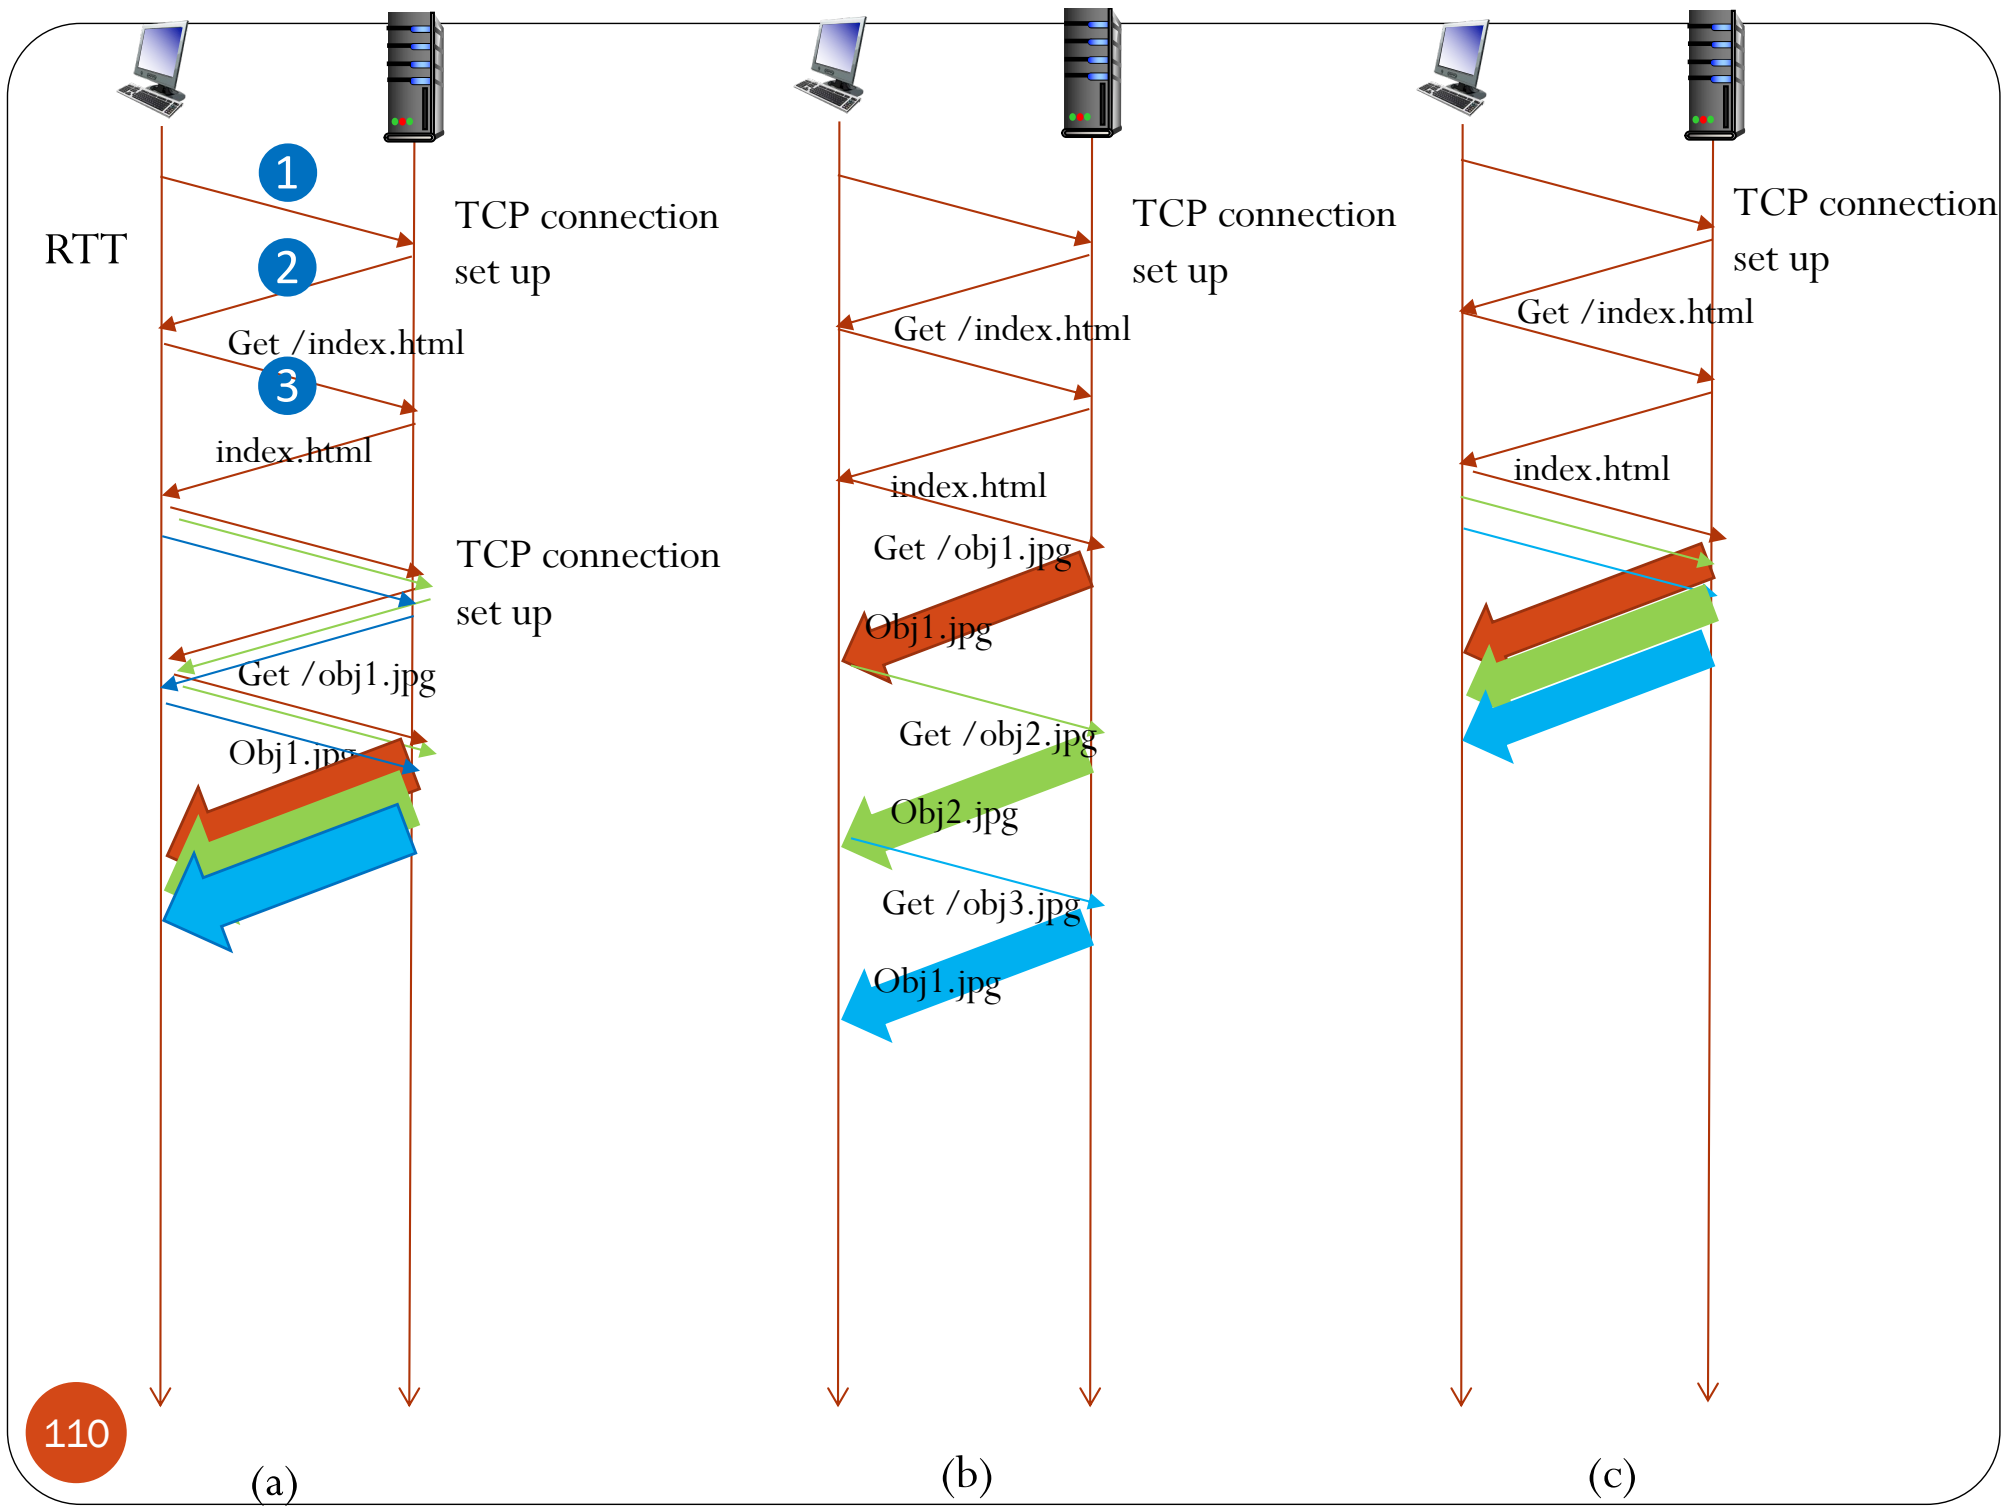 1
RTT
TCP connection
set up
2
Get /index.html
3
index.html
TCP connection
set up
Get /obj1.jpg
Obj1.jpg
(a)
TCP connection
set up
Get /index.html
index.html
Get /obj1.jpg
Obj1.jpg
Get /obj2.jpg
Obj2.jpg
Get /obj3.jpg
Obj1.jpg
(b)
TCP connection
set up
Get /index.html
index.html
(c)
110